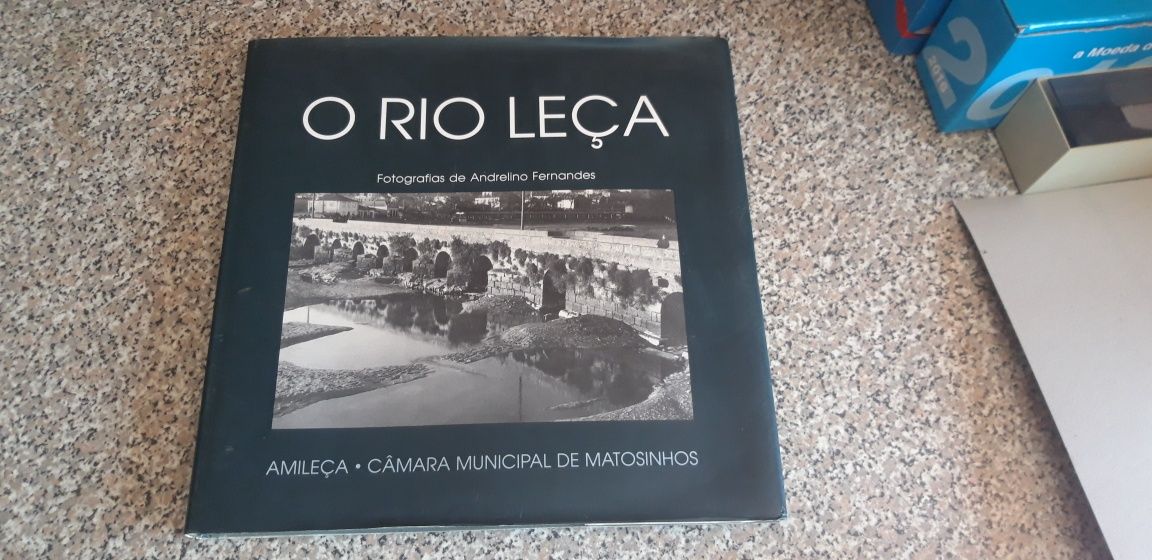 O RIO LEÇA
Fotografias de Andrelino Fernandes
AMILEÇA • CÂMARA MUNICIPAL DE MATOSINHOS
a Moeda